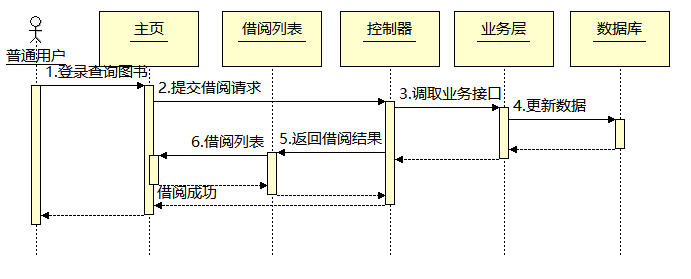 主页
借阅列表
控制器
业务层
数据库
普通用户
1.登录查询图书
2.提交借阅请求
3.调取业务接口
4.更新数据
5.返回借阅结果
6.借阅列表
借阅成功